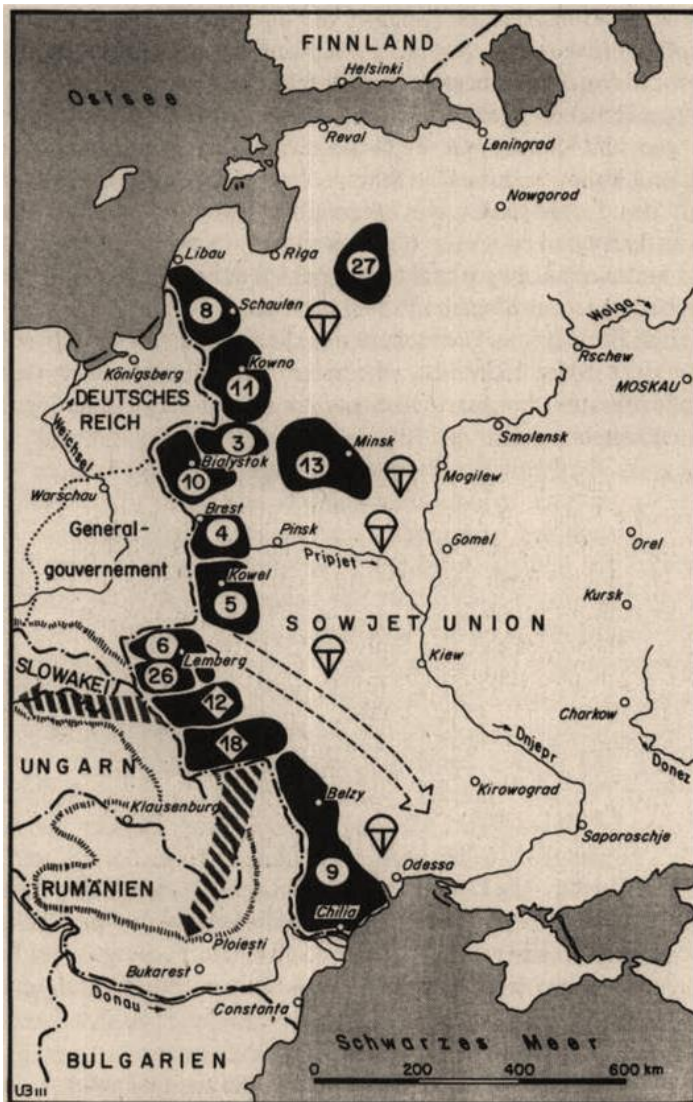 FINNLAND
Helsinki
Ostsee
Reval
Leningrad
Nowgorod
Libau
Riga
27
8
Schaulen
Wolga
Rschew
Königsberg
Kowno
11
MOSKAU
DEUTSCHES
REICH
Weichsel
3
Smolensk
Bialystok
10
13
Minsk
Mogilew
Warschau
Brest
4
Pinsk
Gomel
Orel
General-
gouvernement
Pripjet
Kowel
5
Kursk
SOWJET UNION
6
Lemberg
Kiew
SLOWAKEI
26
12
Charkow
18
Dnjepr
Donez
UNGARN
Belzy
Kirowograd
Klausenburg
Saporoschje
9
Odessa
RUMÄNIEN
Chilia
Ploieşti
Bukarest
Donau
Constanţa
Schwarzes Meer
BULGARIEN
0 200 400 600 km
UB III